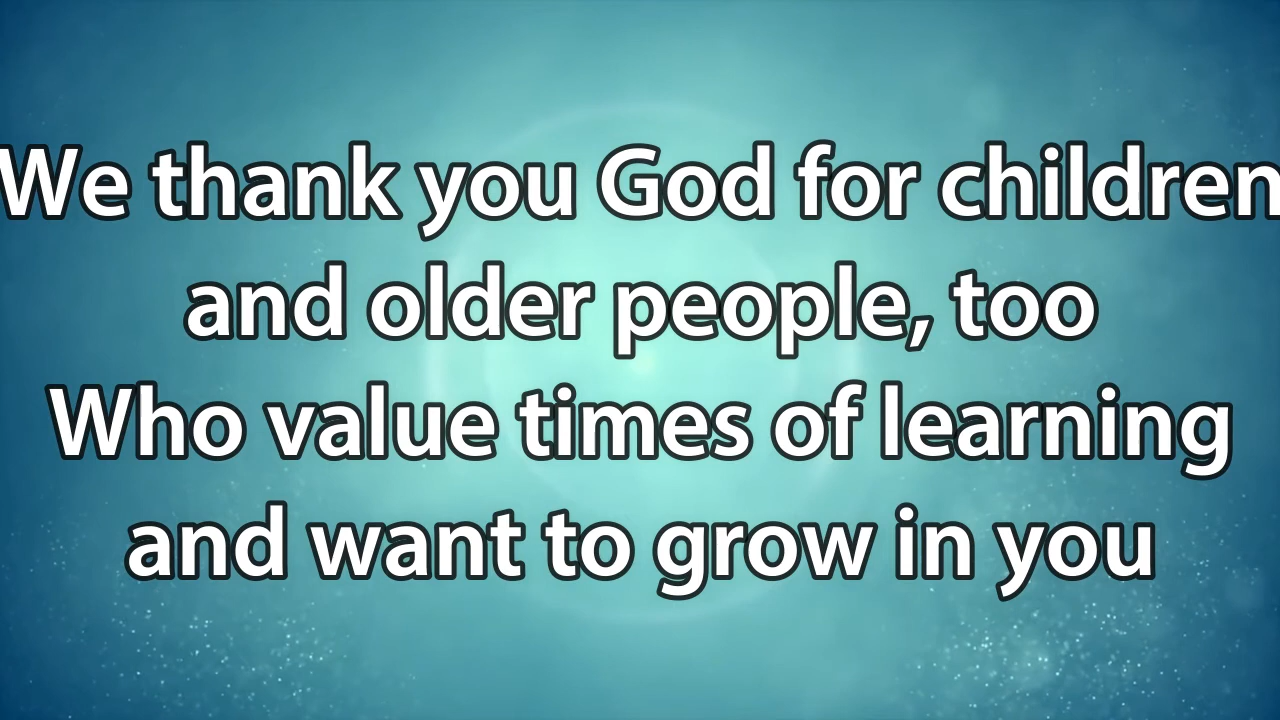 We thank you God for children
and older people, too
Who value times of learning
and want to grow in you